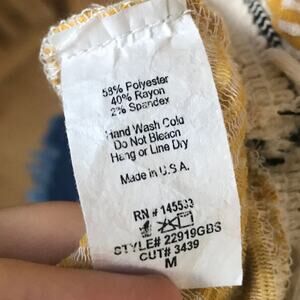 58% Polyester
40% Rayon
2% Spandex
Hand Wash Cold
Do Not Bleach
Hang or Line Dry
Made in U.S.A.
RN # 145533
STYLE# 22919GBS
CUT# 3439
M